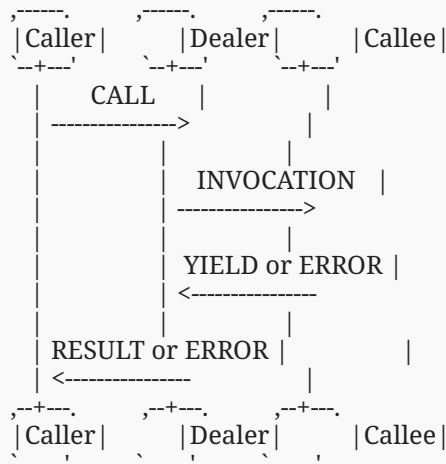 ,------.          ,------.          ,------.
|Caller|          |Dealer|          |Callee|
`--+---'          `--+---'          `--+---'
|       CALL      |                 |
| ---------------->                 |
|                 |                 |
|                 |    INVOCATION   |
|                 | ---------------->
|                 |                 |
|                 |  YIELD or ERROR |
|                 | <----------------
|                 |                 |
| RESULT or ERROR |                 |
| <----------------                 |
,--+---.          ,--+---.          ,--+---.
|Caller|          |Dealer|          |Callee|